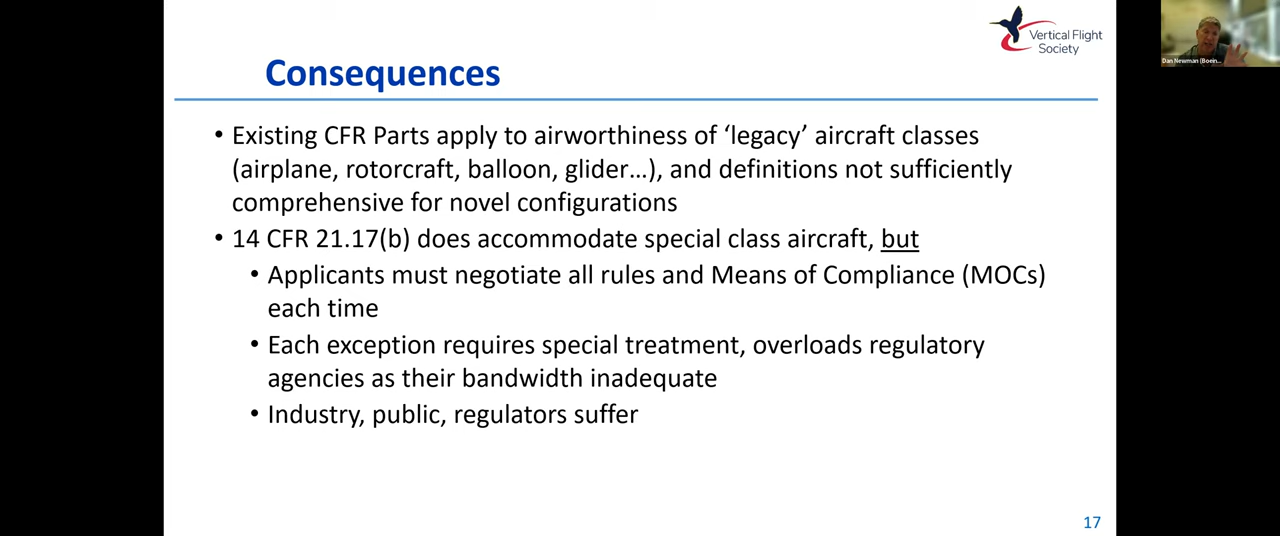 Vertical Flight
Society
Dan Newman (Boein...
Consequences
• Existing CFR Parts apply to airworthiness of ‘legacy’ aircraft classes
(airplane, rotorcraft, balloon, glider…), and definitions not sufficiently
comprehensive for novel configurations
• 14 CFR 21.17(b) does accommodate special class aircraft, but
• Applicants must negotiate all rules and Means of Compliance (MOCs)
each time
• Each exception requires special treatment, overloads regulatory
agencies as their bandwidth inadequate
• Industry, public, regulators suffer
17